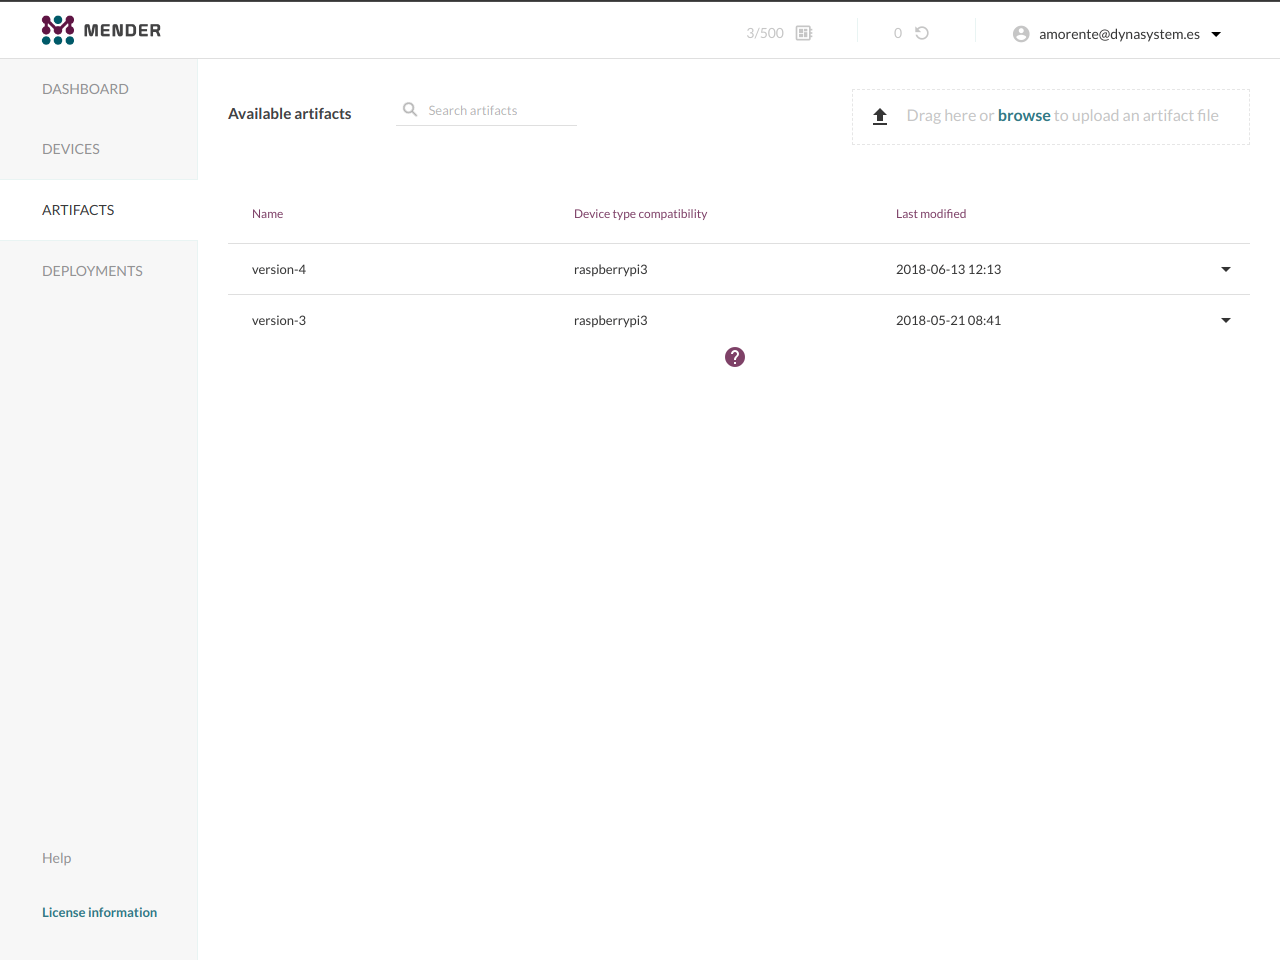 MENDER
3/500
0
amorente@dynasystem.es
DASHBOARD
DEVICES
ARTIFACTS
DEPLOYMENTS
Help
License information
Available artifacts
Search artifacts
Drag here or browse to upload an artifact file
Name Device type compatibility Last modified
version-4 raspberrypi3 2018-06-13 12:13
version-3 raspberrypi3 2018-05-21 08:41
?